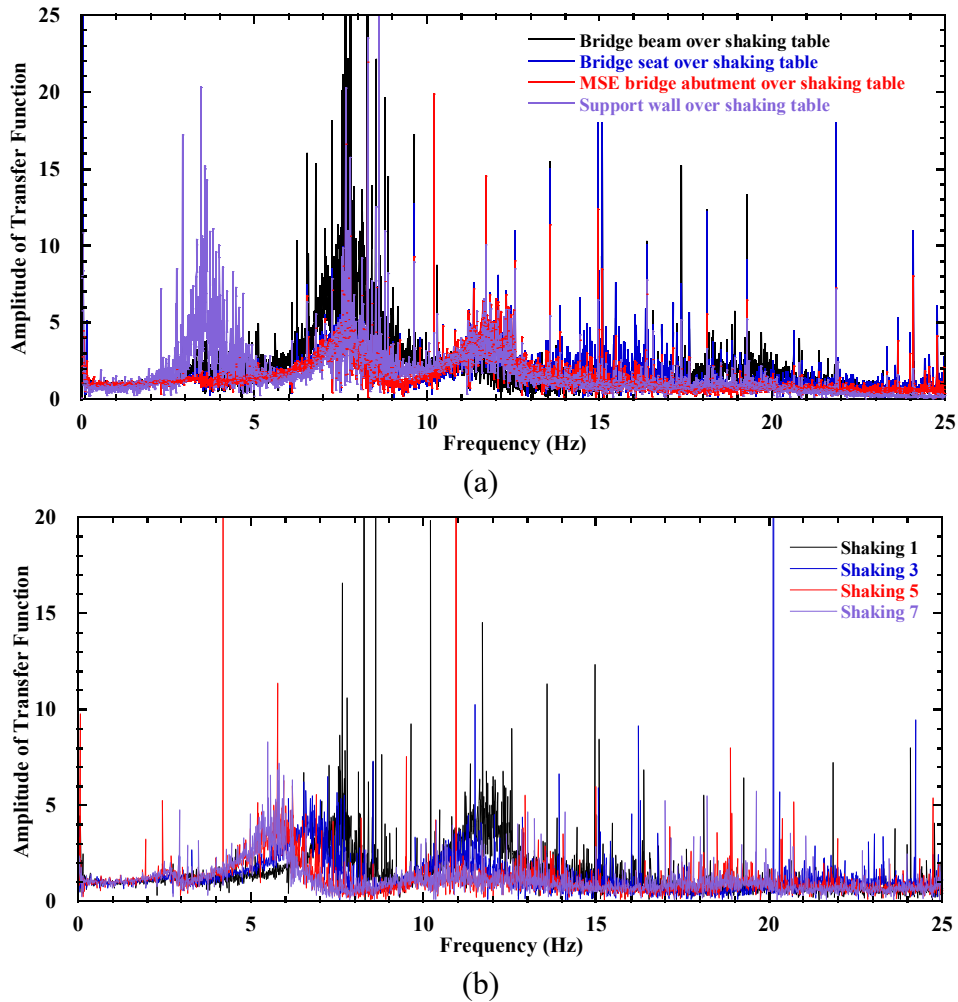 25
20
15
10
5
0
Amplitude of Transfer Function
Bridge beam over shaking table
Bridge seat over shaking table
MSE bridge abutment over shaking table
Support wall over shaking table
0 5 10 15 20 25
Frequency (Hz)
(a)
20
15
10
5
0
Amplitude of Transfer Function
Shaking 1
Shaking 3
Shaking 5
Shaking 7
0 5 10 15 20 25
Frequency (Hz)
(b)